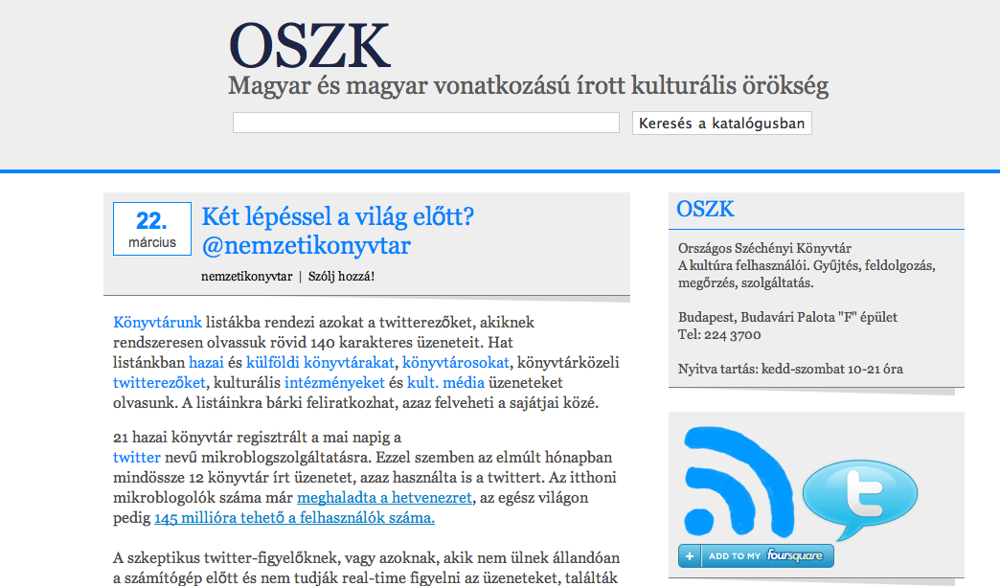 OSZK
Magyar és magyar vonatkozású írott kulturális örökség
Keresés a katalógusban
22.
március
Két lépéssel a világ előtt?
@nemzetikonyvtar
nemzetikonyvtar | Szólj hozzá!
Könyvtárunk listákba rendezi azokat a twitterezőket, akiknek
rendszeresen olvassuk rövid 140 karakteres üzeneteit. Hat
listánkban hazai és külföldi könyvtárakat, könyvtárosokat, könyvtárközeli
twitterezőket, kulturális intézményeket és kult. média üzeneteket
olvasunk. A listáinkra bárki feliratkozhat, azaz felveheti a sajátjai közé.
21 hazai könyvtár regisztrált a mai napig a
twitter nevű mikroblogszolgáltatásra. Ezzel szemben az elmúlt hónapban
mindössze 12 könyvtár írt üzenetet, azaz használta is a twittert. Az itthoni
mikroblogolók száma már meghaladta a hetvenezret, az egész világon
pedig 145 millióra tehető a felhasználók száma.
A szkeptikus twitter-figyelőknek, vagy azoknak, akik nem ülnek állandóan
a számítógép előtt és nem tudják real-time figyelni az üzeneteket, találták
OSZK
Országos Széchényi Könyvtár
A kultúra felhasználói. Gyűjtés, feldolgozás,
megőrzés, szolgáltatás.
Budapest, Budavári Palota "F" épület
Tel: 224 3700
Nyitva tartás: kedd-szombat 10-21 óra
t
+ ADD TO MY foursquare